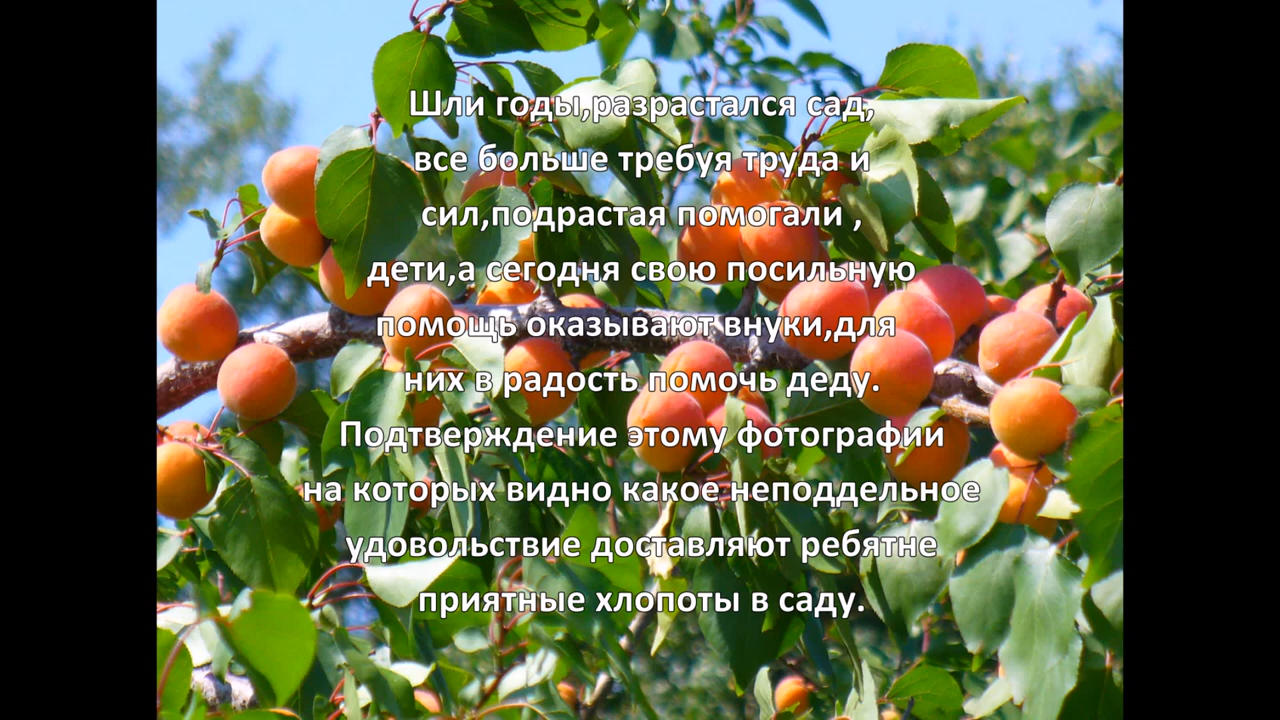 Шли годы,разрастался сад,
все больше требуя труда и
сил,подрастая помогали ,
дети,а сегодня свою посильную
помощь оказывают внуки,для
них в радость помочь деду.
Подтверждение этому фотографии
на которых видно какое неподдельное
удовольствие доставляют ребятне
приятные хлопоты в саду.